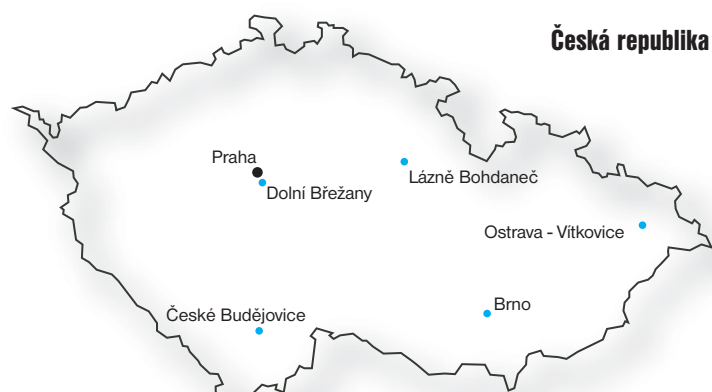 Česká republika
Praha
Dolní Břežany
Lázně Bohdaneč
Ostrava - Vítkovice
České Budějovice
Brno